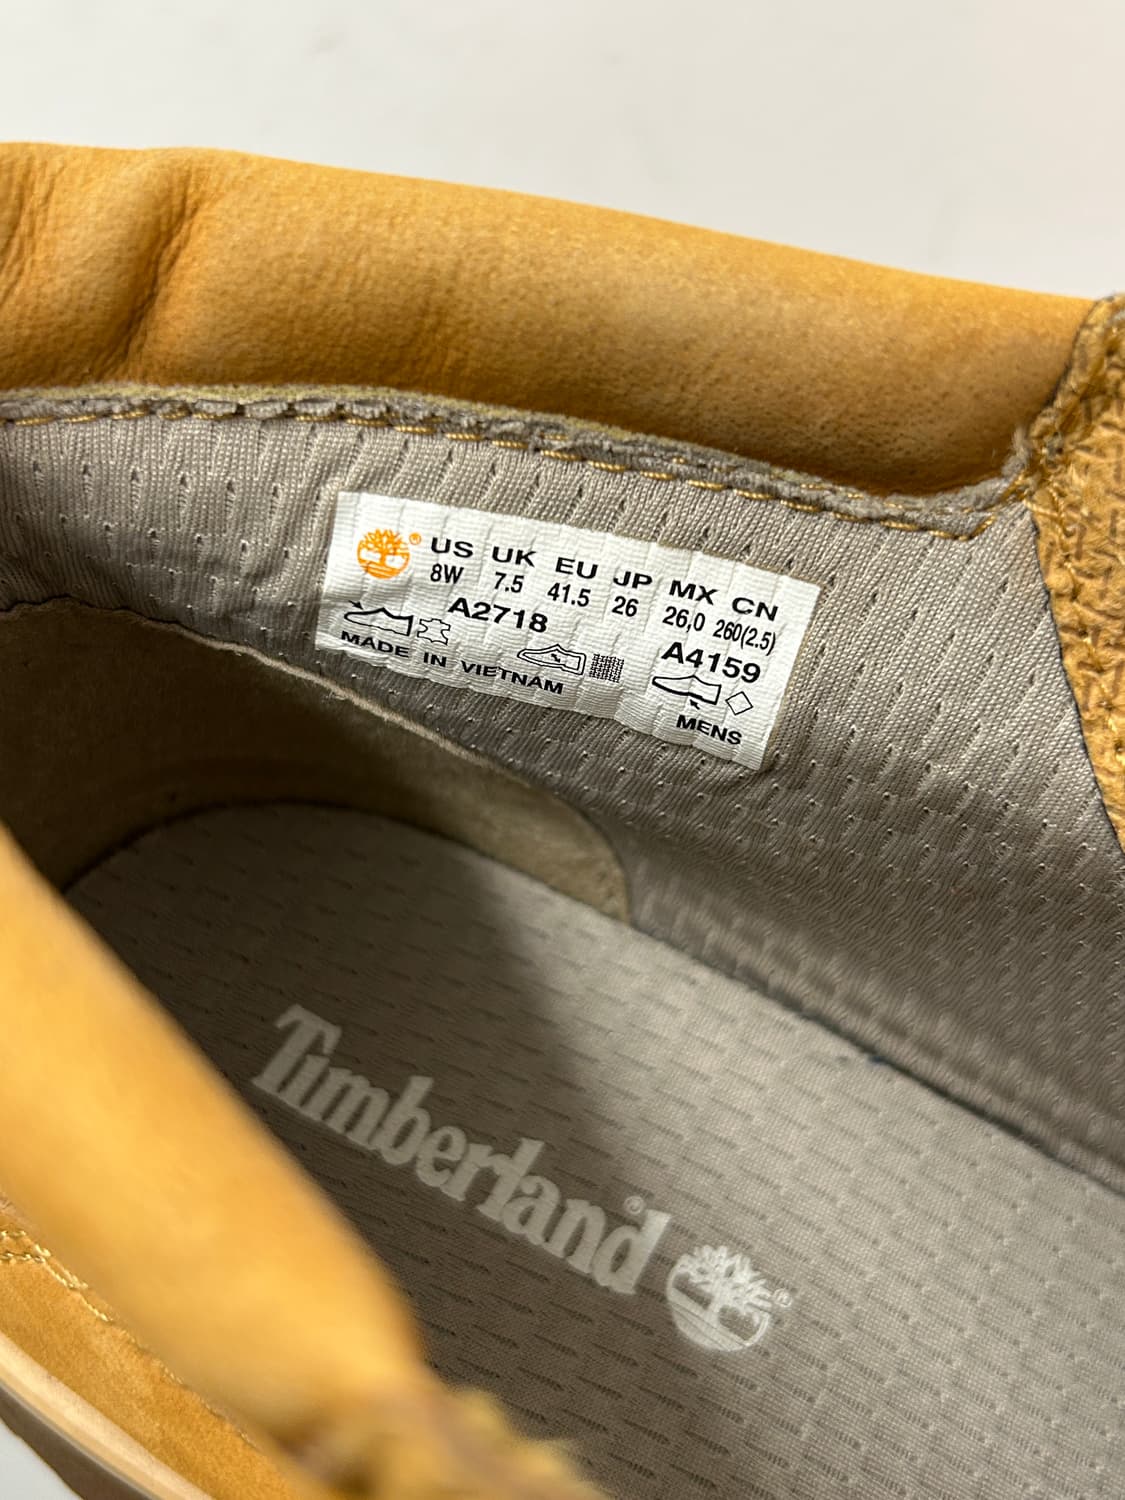 US UK EU JP MX CN
8W 7.5 41.5 26 26,0 260(2.5)
A2718 A4159
MADE IN VIETNAM MENS
Timberland®